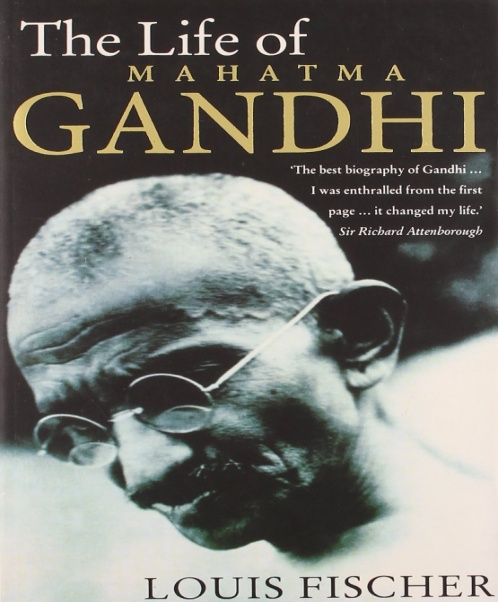 The Life of
MAHATMA
GANDHI
‘The best biography of Gandhi ...
I was enthralled from the first
page ... it changed my life.’
Sir Richard Attenborough
LOUIS FISCHER